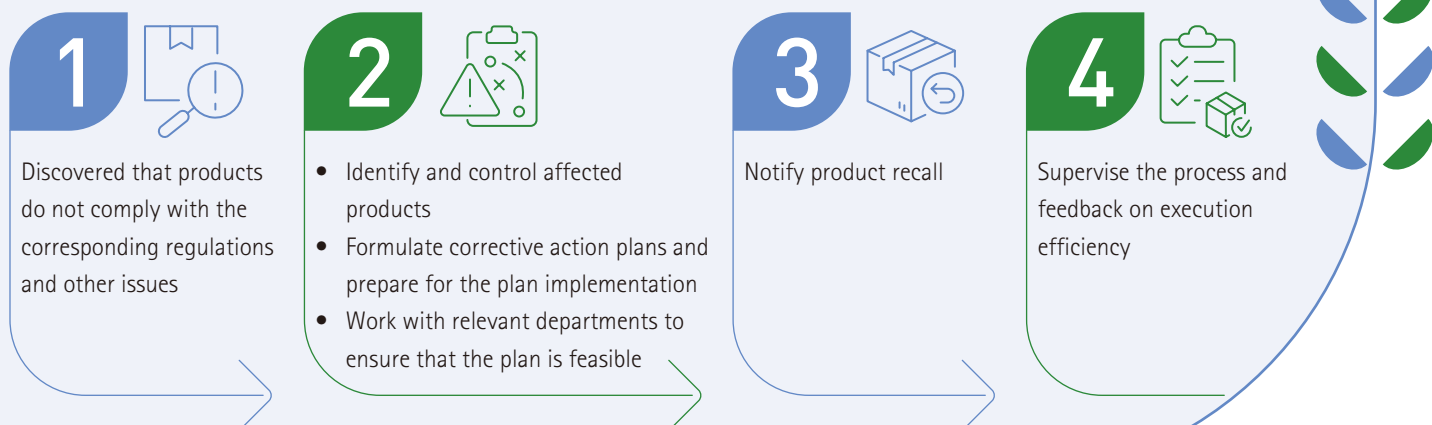 1
Discovered that products
do not comply with the
corresponding regulations
and other issues
2
• Identify and control affected
products
• Formulate corrective action plans and
prepare for the plan implementation
• Work with relevant departments to
ensure that the plan is feasible
3
Notify product recall
4
Supervise the process and
feedback on execution
efficiency